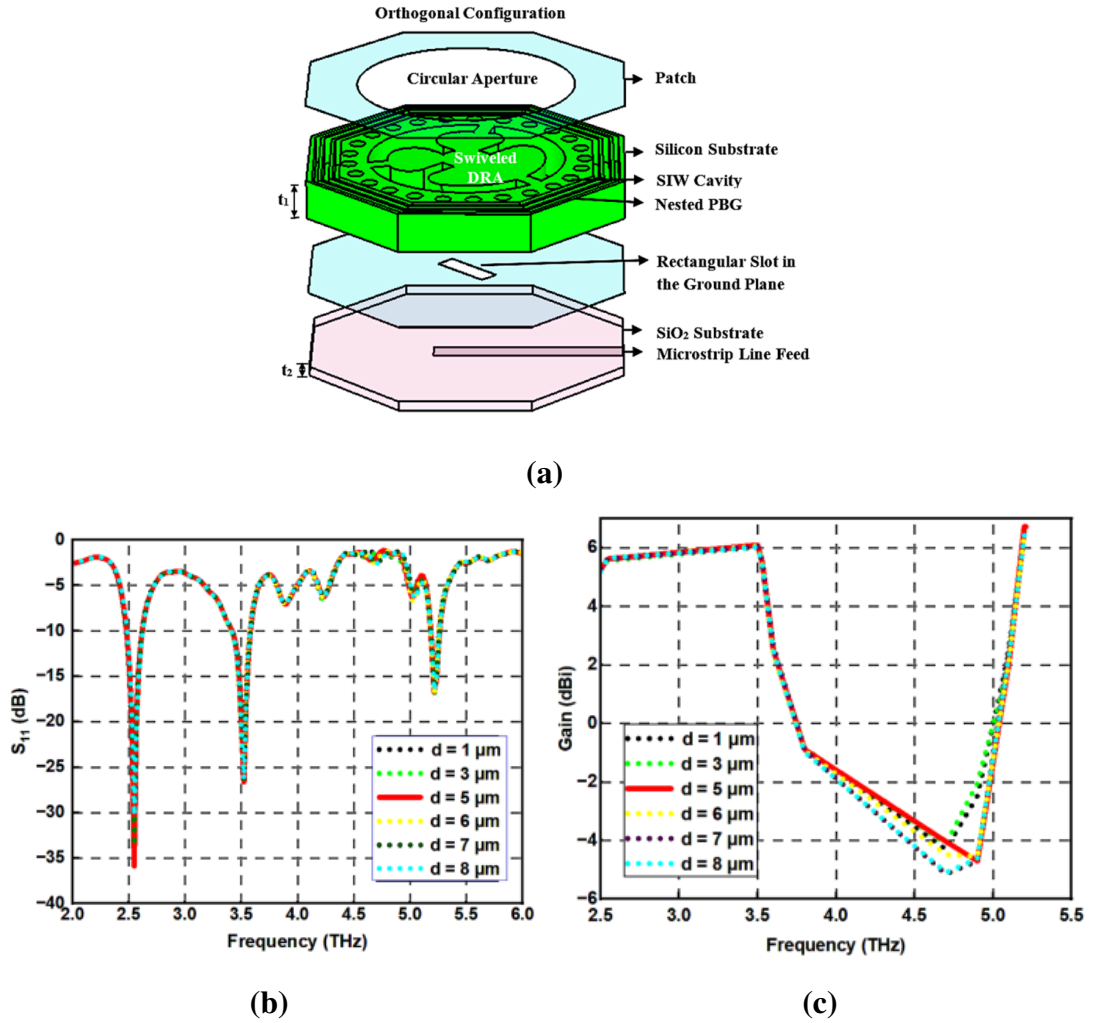 Orthogonal Configuration
Circular Aperture
Patch
Swiveled
DRA
Silicon Substrate
SIW Cavity
Nested PBG
t₁
Rectangular Slot in
the Ground Plane
SiO₂ Substrate
Microstrip Line Feed
t₂
(a)
0
−5
−10
−15
−20
−25
−30
−35
−40
S₁₁ (dB)
d = 1 μm
d = 3 μm
d = 5 μm
d = 6 μm
d = 7 μm
d = 8 μm
2.0 2.5 3.0 3.5 4.0 4.5 5.0 5.5 6.0
Frequency (THz)
(b)
6
4
2
0
−2
−4
−6
Gain (dBi)
d = 1 μm
d = 3 μm
d = 5 μm
d = 6 μm
d = 7 μm
d = 8 μm
2.5 3.0 3.5 4.0 4.5 5.0 5.5
Frequency (THz)
(c)